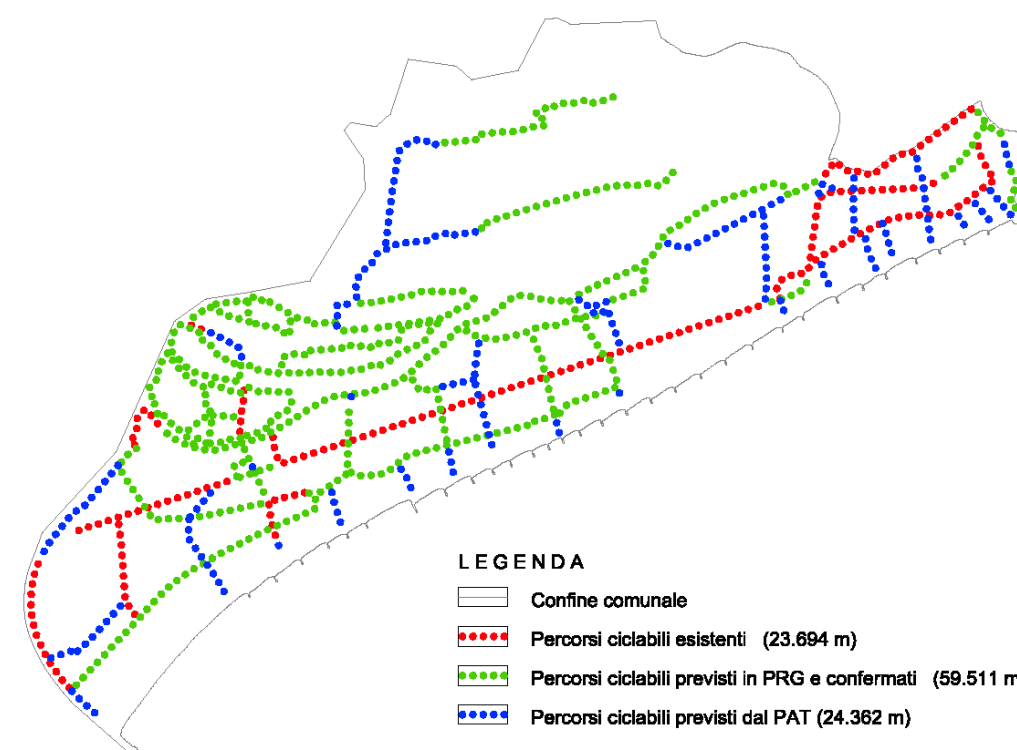 LEGENDA
Confine comunale
Percorsi ciclabili esistenti (23.694 m)
Percorsi ciclabili previsti in PRG e confermati (59.511 m
Percorsi ciclabili previsti dal PAT (24.362 m)